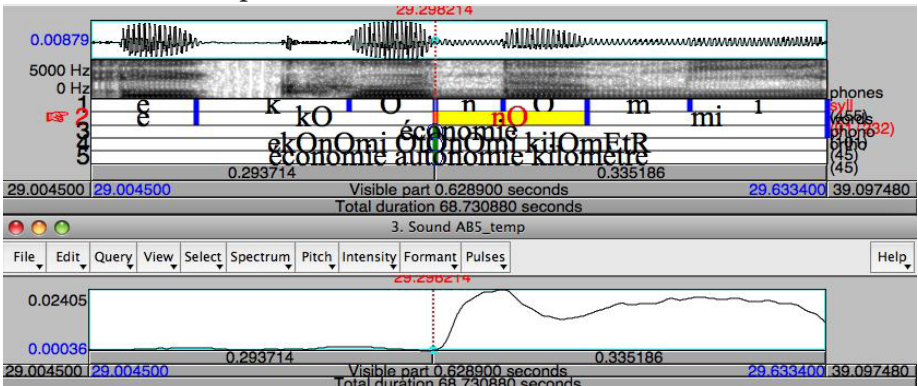 29.298214
0.00879
5000 Hz
0 Hz
phones
1 e k O n O m i
syll
2 e kO nO mi
words
3 économie
phono
4 ekOnOmi OtOnOmi kilOmEtR
ortho
5 économie autonomie kilomètre
(45)
(45)
0.293714 0.335186
29.004500 29.004500 Visible part 0.628900 seconds 29.633400 39.097480
Total duration 68.730880 seconds
3. Sound AB5_temp
File Edit Query View Select Spectrum Pitch Intensity Formant Pulses Help
29.298214
0.02405
0.00036
0.293714 0.335186
29.004500 29.004500 Visible part 0.628900 seconds 29.633400 39.097480
Total duration 68.730880 seconds